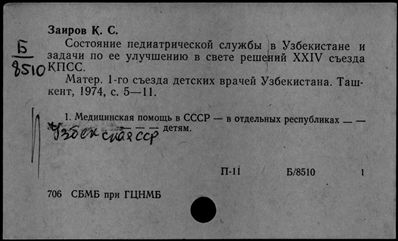 Заиров К. С.
Б
8510
Состояние педиатрической службы в Узбекистане и
задачи по ее улучшению в свете решений XXIV съезда
КПСС.
Матер. 1-го съезда детских врачей Узбекистана. Таш-
кент, 1974, с. 5—11.
1. Медицинская помощь в СССР — в отдельных республиках — —
— — — детям.
Узбекская ССР
П-11 Б/8510 1
706 СБМБ при ГЦНМБ